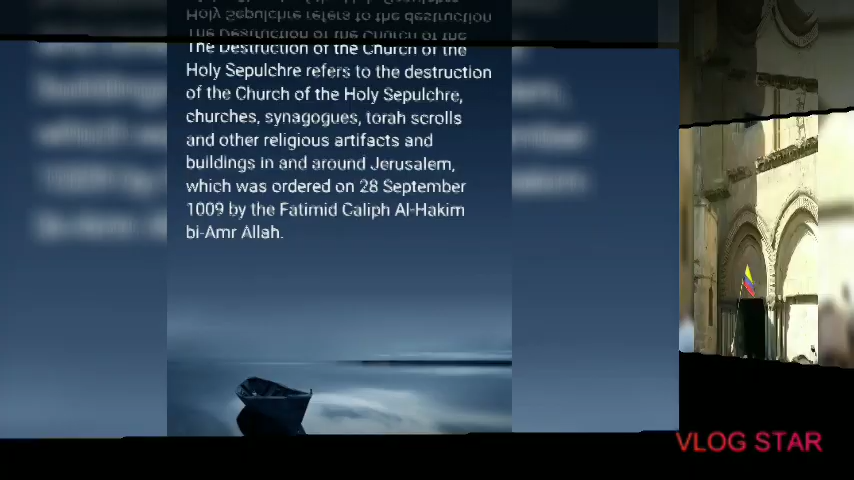 The Destruction of the Church of the
Holy Sepulchre refers to the destruction
of the Church of the Holy Sepulchre,
churches, synagogues, torah scrolls
and other religious artifacts and
buildings in and around Jerusalem,
which was ordered on 28 September
1009 by the Fatimid Caliph Al-Hakim
bi-Amr Allah.
VLOG STAR